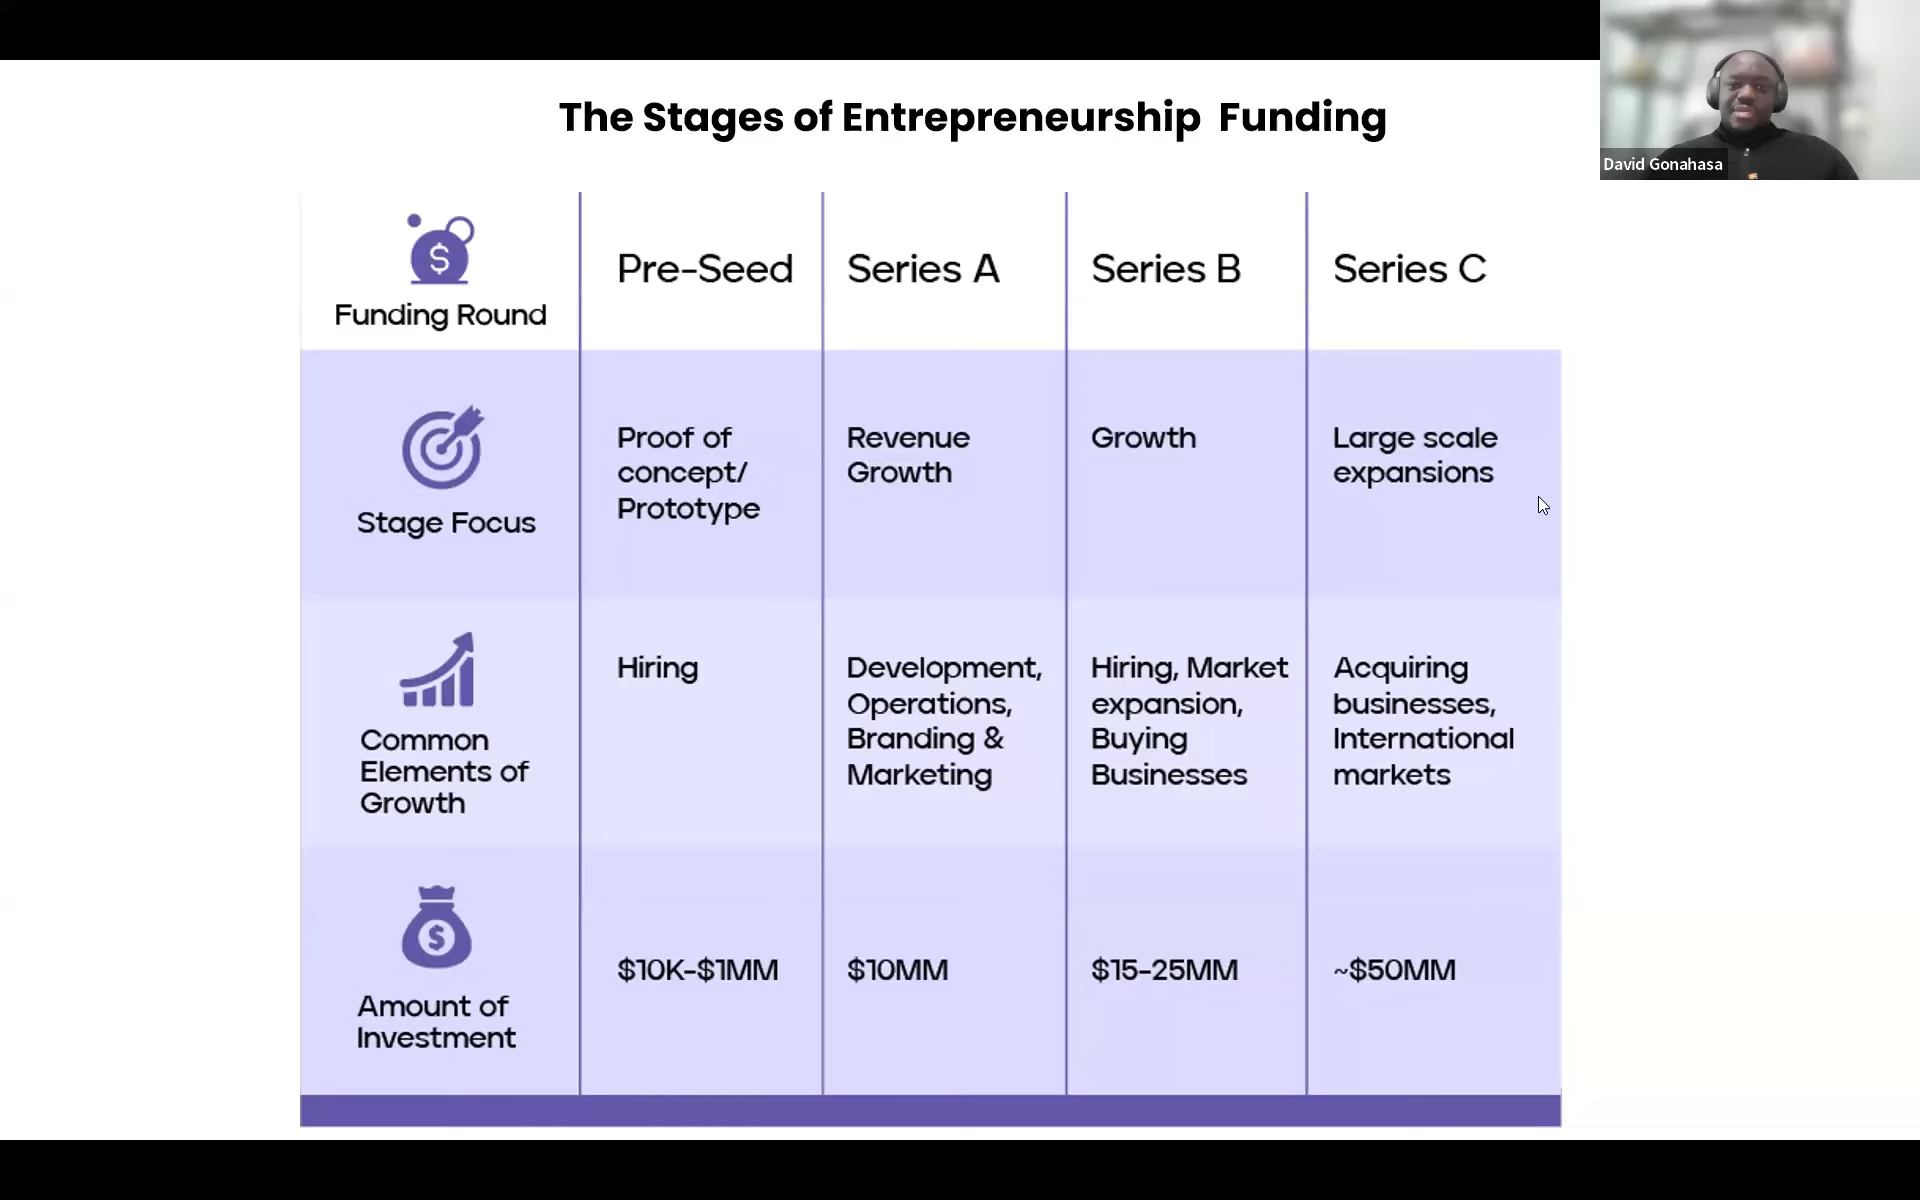 The Stages of Entrepreneurship  Funding
David Gonahasa
$
Funding Round
Pre-Seed
Series A
Series B
Series C
Stage Focus
Proof of
concept/
Prototype
Revenue
Growth
Growth
Large scale
expansions
Common
Elements of
Growth
Hiring
Development,
Operations,
Branding &
Marketing
Hiring, Market
expansion,
Buying
Businesses
Acquiring
businesses,
International
markets
$
Amount of
Investment
$10K-$1MM
$10MM
$15-25MM
~$50MM